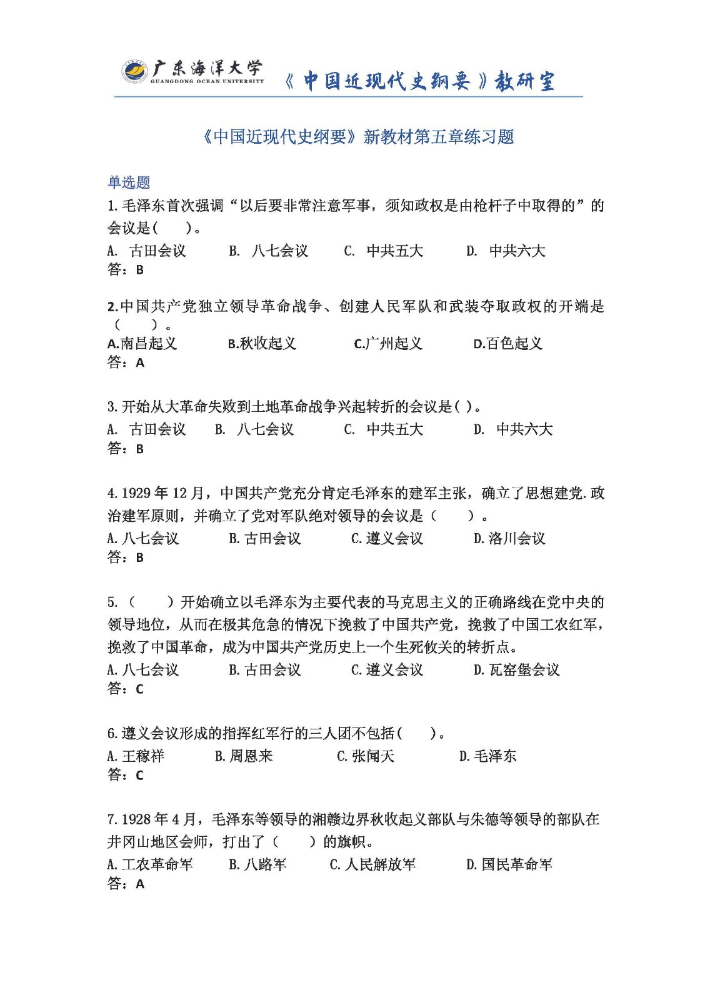 广东海洋大学
GUANGDONG OCEAN UNIVERSITY
《中国近现代史纲要》教研室
《中国近现代史纲要》新教材第五章练习题
单选题
1. 毛泽东首次强调“以后要非常注意军事，须知政权是由枪杆子中取得的”的
会议是(　　)。
A. 古田会议　　B. 八七会议　　C. 中共五大　　D. 中共六大
答：B
2.中国共产党独立领导革命战争、创建人民军队和武装夺取政权的开端是
（　　）。
A.南昌起义　　B.秋收起义　　C.广州起义　　D.百色起义
答：A
3. 开始从大革命失败到土地革命战争兴起转折的会议是( )。
A. 古田会议　　B. 八七会议　　C. 中共五大　　D. 中共六大
答：B
4. 1929 年 12 月，中国共产党充分肯定毛泽东的建军主张，确立了思想建党. 政
治建军原则，并确立了党对军队绝对领导的会议是（　　）。
A. 八七会议　　B. 古田会议　　C. 遵义会议　　D. 洛川会议
答：B
5. （　　）开始确立以毛泽东为主要代表的马克思主义的正确路线在党中央的
领导地位，从而在极其危急的情况下挽救了中国共产党，挽救了中国工农红军，
挽救了中国革命，成为中国共产党历史上一个生死攸关的转折点。
A. 八七会议　　B. 古田会议　　C. 遵义会议　　D. 瓦窑堡会议
答：C
6. 遵义会议形成的指挥红军行的三人团不包括(　　)。
A. 王稼祥　　B. 周恩来　　C. 张闻天　　D. 毛泽东
答：C
7. 1928 年 4 月，毛泽东等领导的湘赣边界秋收起义部队与朱德等领导的部队在
井冈山地区会师，打出了（　　）的旗帜。
A. 工农革命军　　B. 八路军　　C. 人民解放军　　D. 国民革命军
答：A